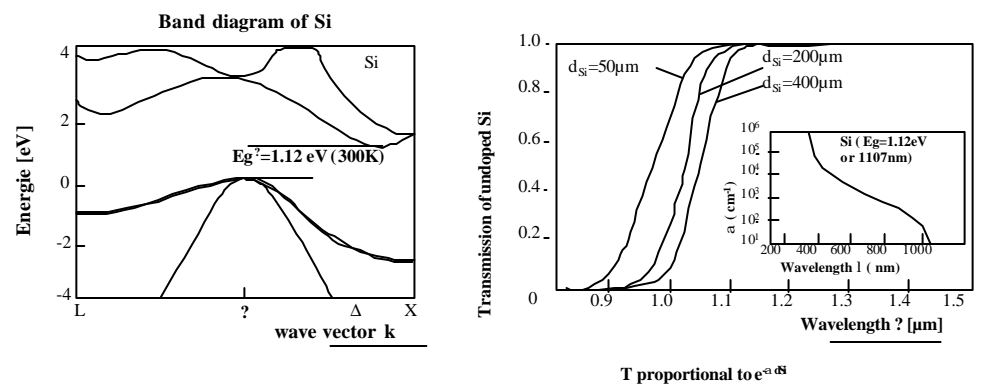 Band diagram of Si
4
2
0
-2
-4
Energie [eV]
Si
Eg?=1.12 eV (300K)
L
?
Δ
X
wave vector k
1.0
0.8
0.6
0.4
0.2
0
Transmission of undoped Si
dSi=50µm
dSi=200µm
dSi=400µm
Si ( Eg=1.12eV
or 1107nm)
10⁶
10⁵
10⁴
10³
10²
10¹
a ( cm⁻¹)
200 400 600 800 1000
Wavelength l ( nm)
0.9 1.0 1.1 1.2 1.3 1.4 1.5
Wavelength ? [µm]
T proportional to e-a dSi